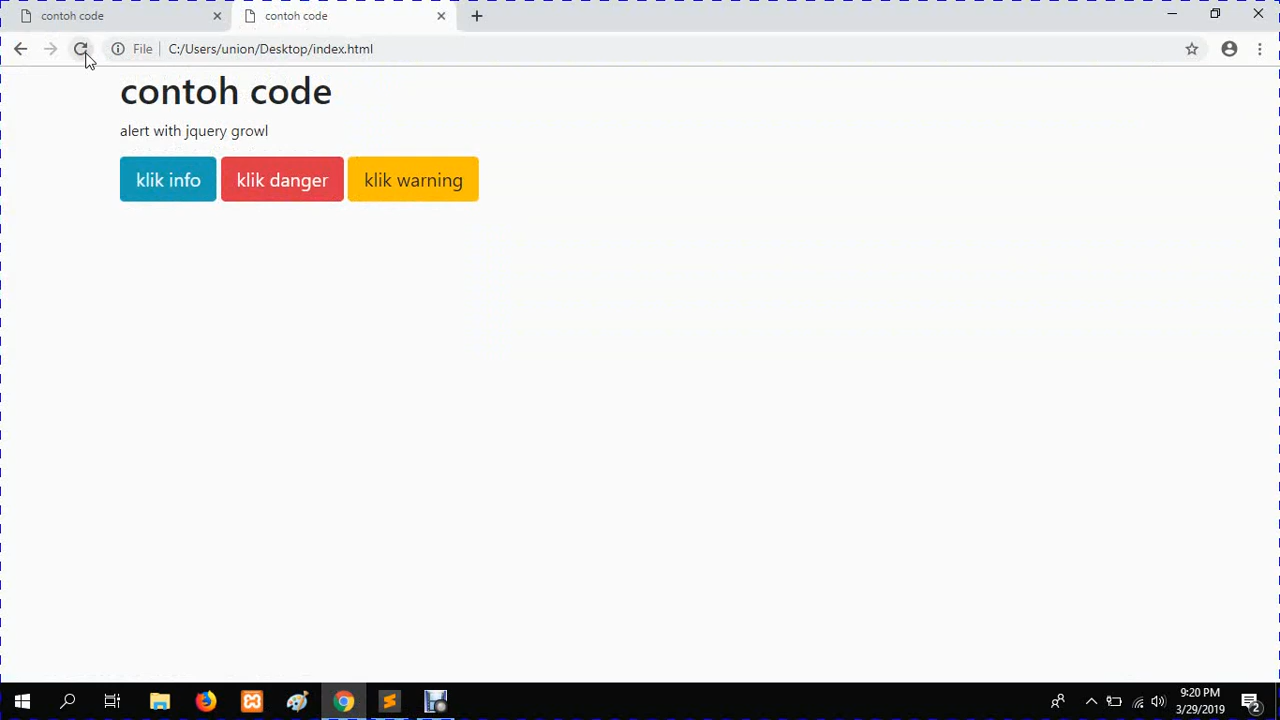 contoh code
contoh code
File
C:/Users/union/Desktop/index.html
contoh code
alert with jquery growl
klik info
klik danger
klik warning
9:20 PM
3/29/2019
2